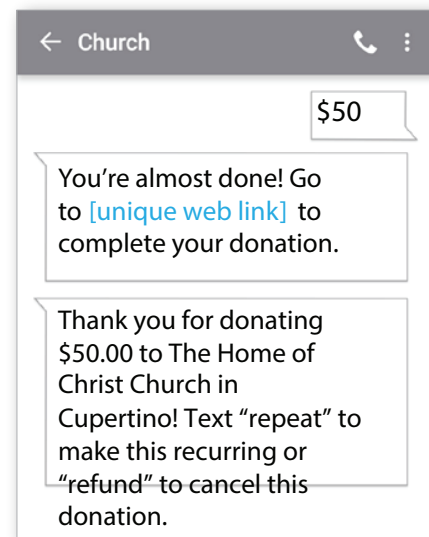 Church
$50
You’re almost done! Go
to [unique web link] to
complete your donation.
Thank you for donating
$50.00 to The Home of
Christ Church in
Cupertino! Text “repeat” to
make this recurring or
“refund” to cancel this
donation.